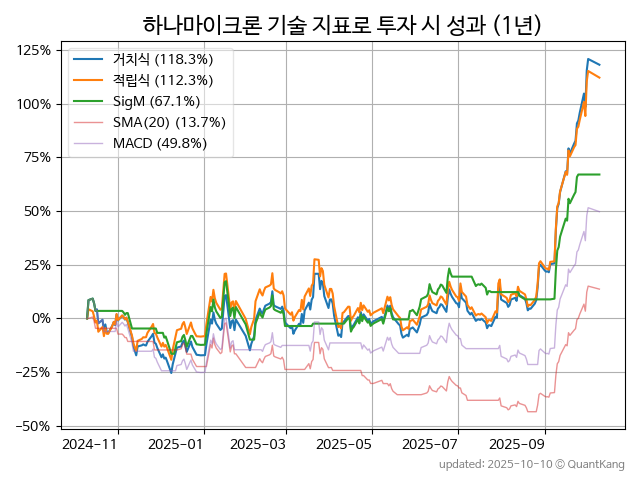 하나마이크론 기술 지표로 투자 시 성과 (1년)
125%
100%
75%
50%
25%
0%
−25%
−50%
거치식 (118.3%)
적립식 (112.3%)
SigM (67.1%)
SMA(20) (13.7%)
MACD (49.8%)
2024-11
2025-01
2025-03
2025-05
2025-07
2025-09
updated: 2025-10-10 © QuantKang